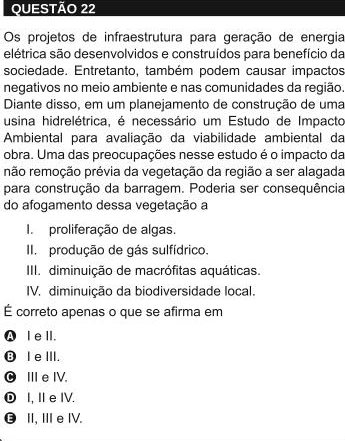 QUESTÃO 22
Os projetos de infraestrutura para geração de energia
elétrica são desenvolvidos e construídos para benefício da
sociedade. Entretanto, também podem causar impactos
negativos no meio ambiente e nas comunidades da região.
Diante disso, em um planejamento de construção de uma
usina hidrelétrica, é necessário um Estudo de Impacto
Ambiental para avaliação da viabilidade ambiental da
obra. Uma das preocupações nesse estudo é o impacto da
não remoção prévia da vegetação da região a ser alagada
para construção da barragem. Poderia ser consequência
do afogamento dessa vegetação a
I. proliferação de algas.
II. produção de gás sulfídrico.
III. diminuição de macrófitas aquáticas.
IV. diminuição da biodiversidade local.
É correto apenas o que se afirma em
A I e II.
B I e III.
C III e IV.
D I, II e IV.
E II, III e IV.